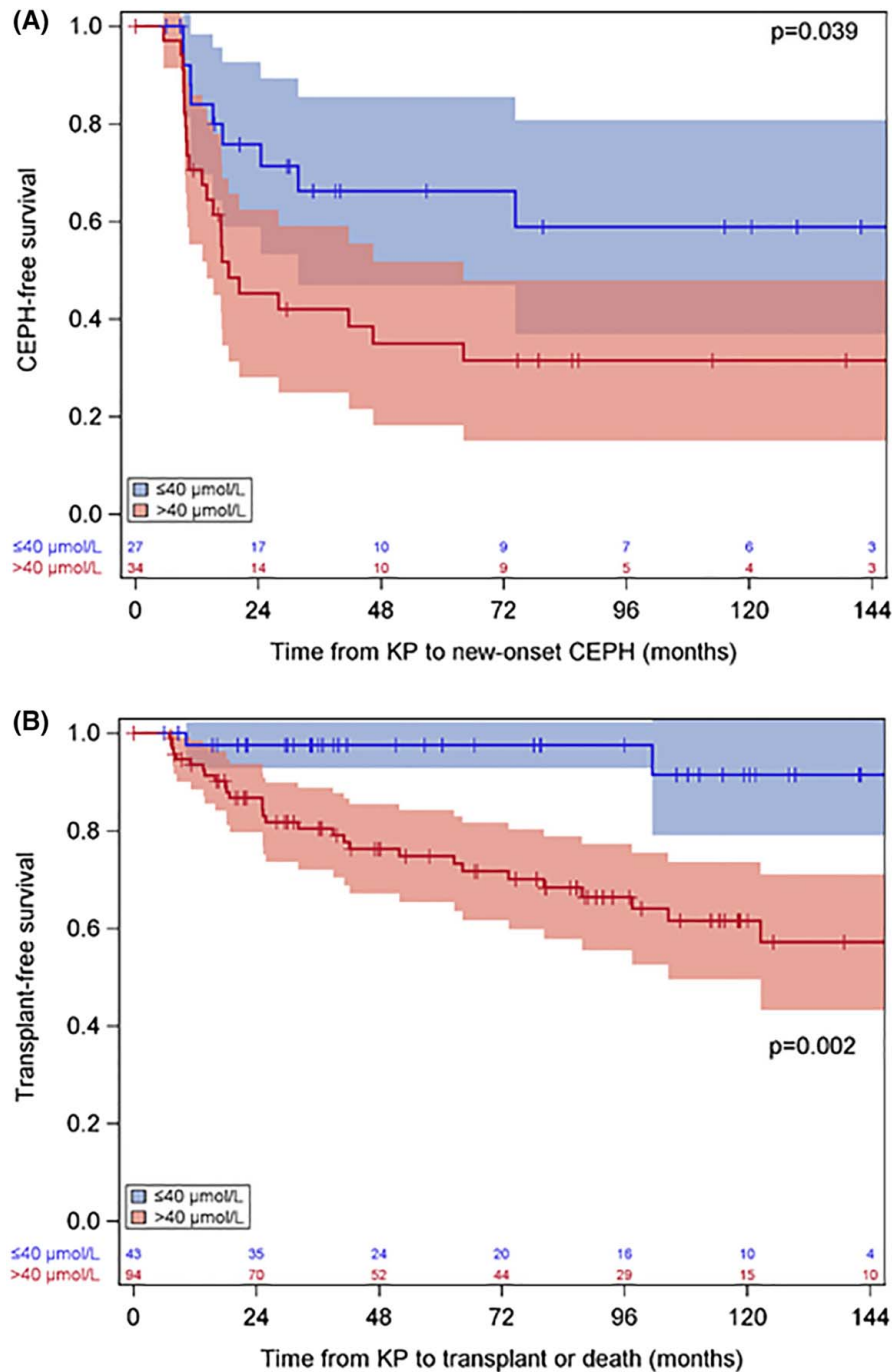 (A)
p=0.039
1.0
0.8
0.6
0.4
0.2
0.0
CEPH-free survival
≤40 µmol/L
>40 µmol/L
≤40 µmol/L 27 17 10 9 7 6 3
>40 µmol/L 34 14 10 9 5 4 3
0 24 48 72 96 120 144
Time from KP to new-onset CEPH (months)
(B)
1.0
0.8
0.6
0.4
0.2
0.0
Transplant-free survival
p=0.002
≤40 µmol/L
>40 µmol/L
≤40 µmol/L 43 35 24 20 16 10 4
>40 µmol/L 94 70 52 44 29 15 10
0 24 48 72 96 120 144
Time from KP to transplant or death (months)